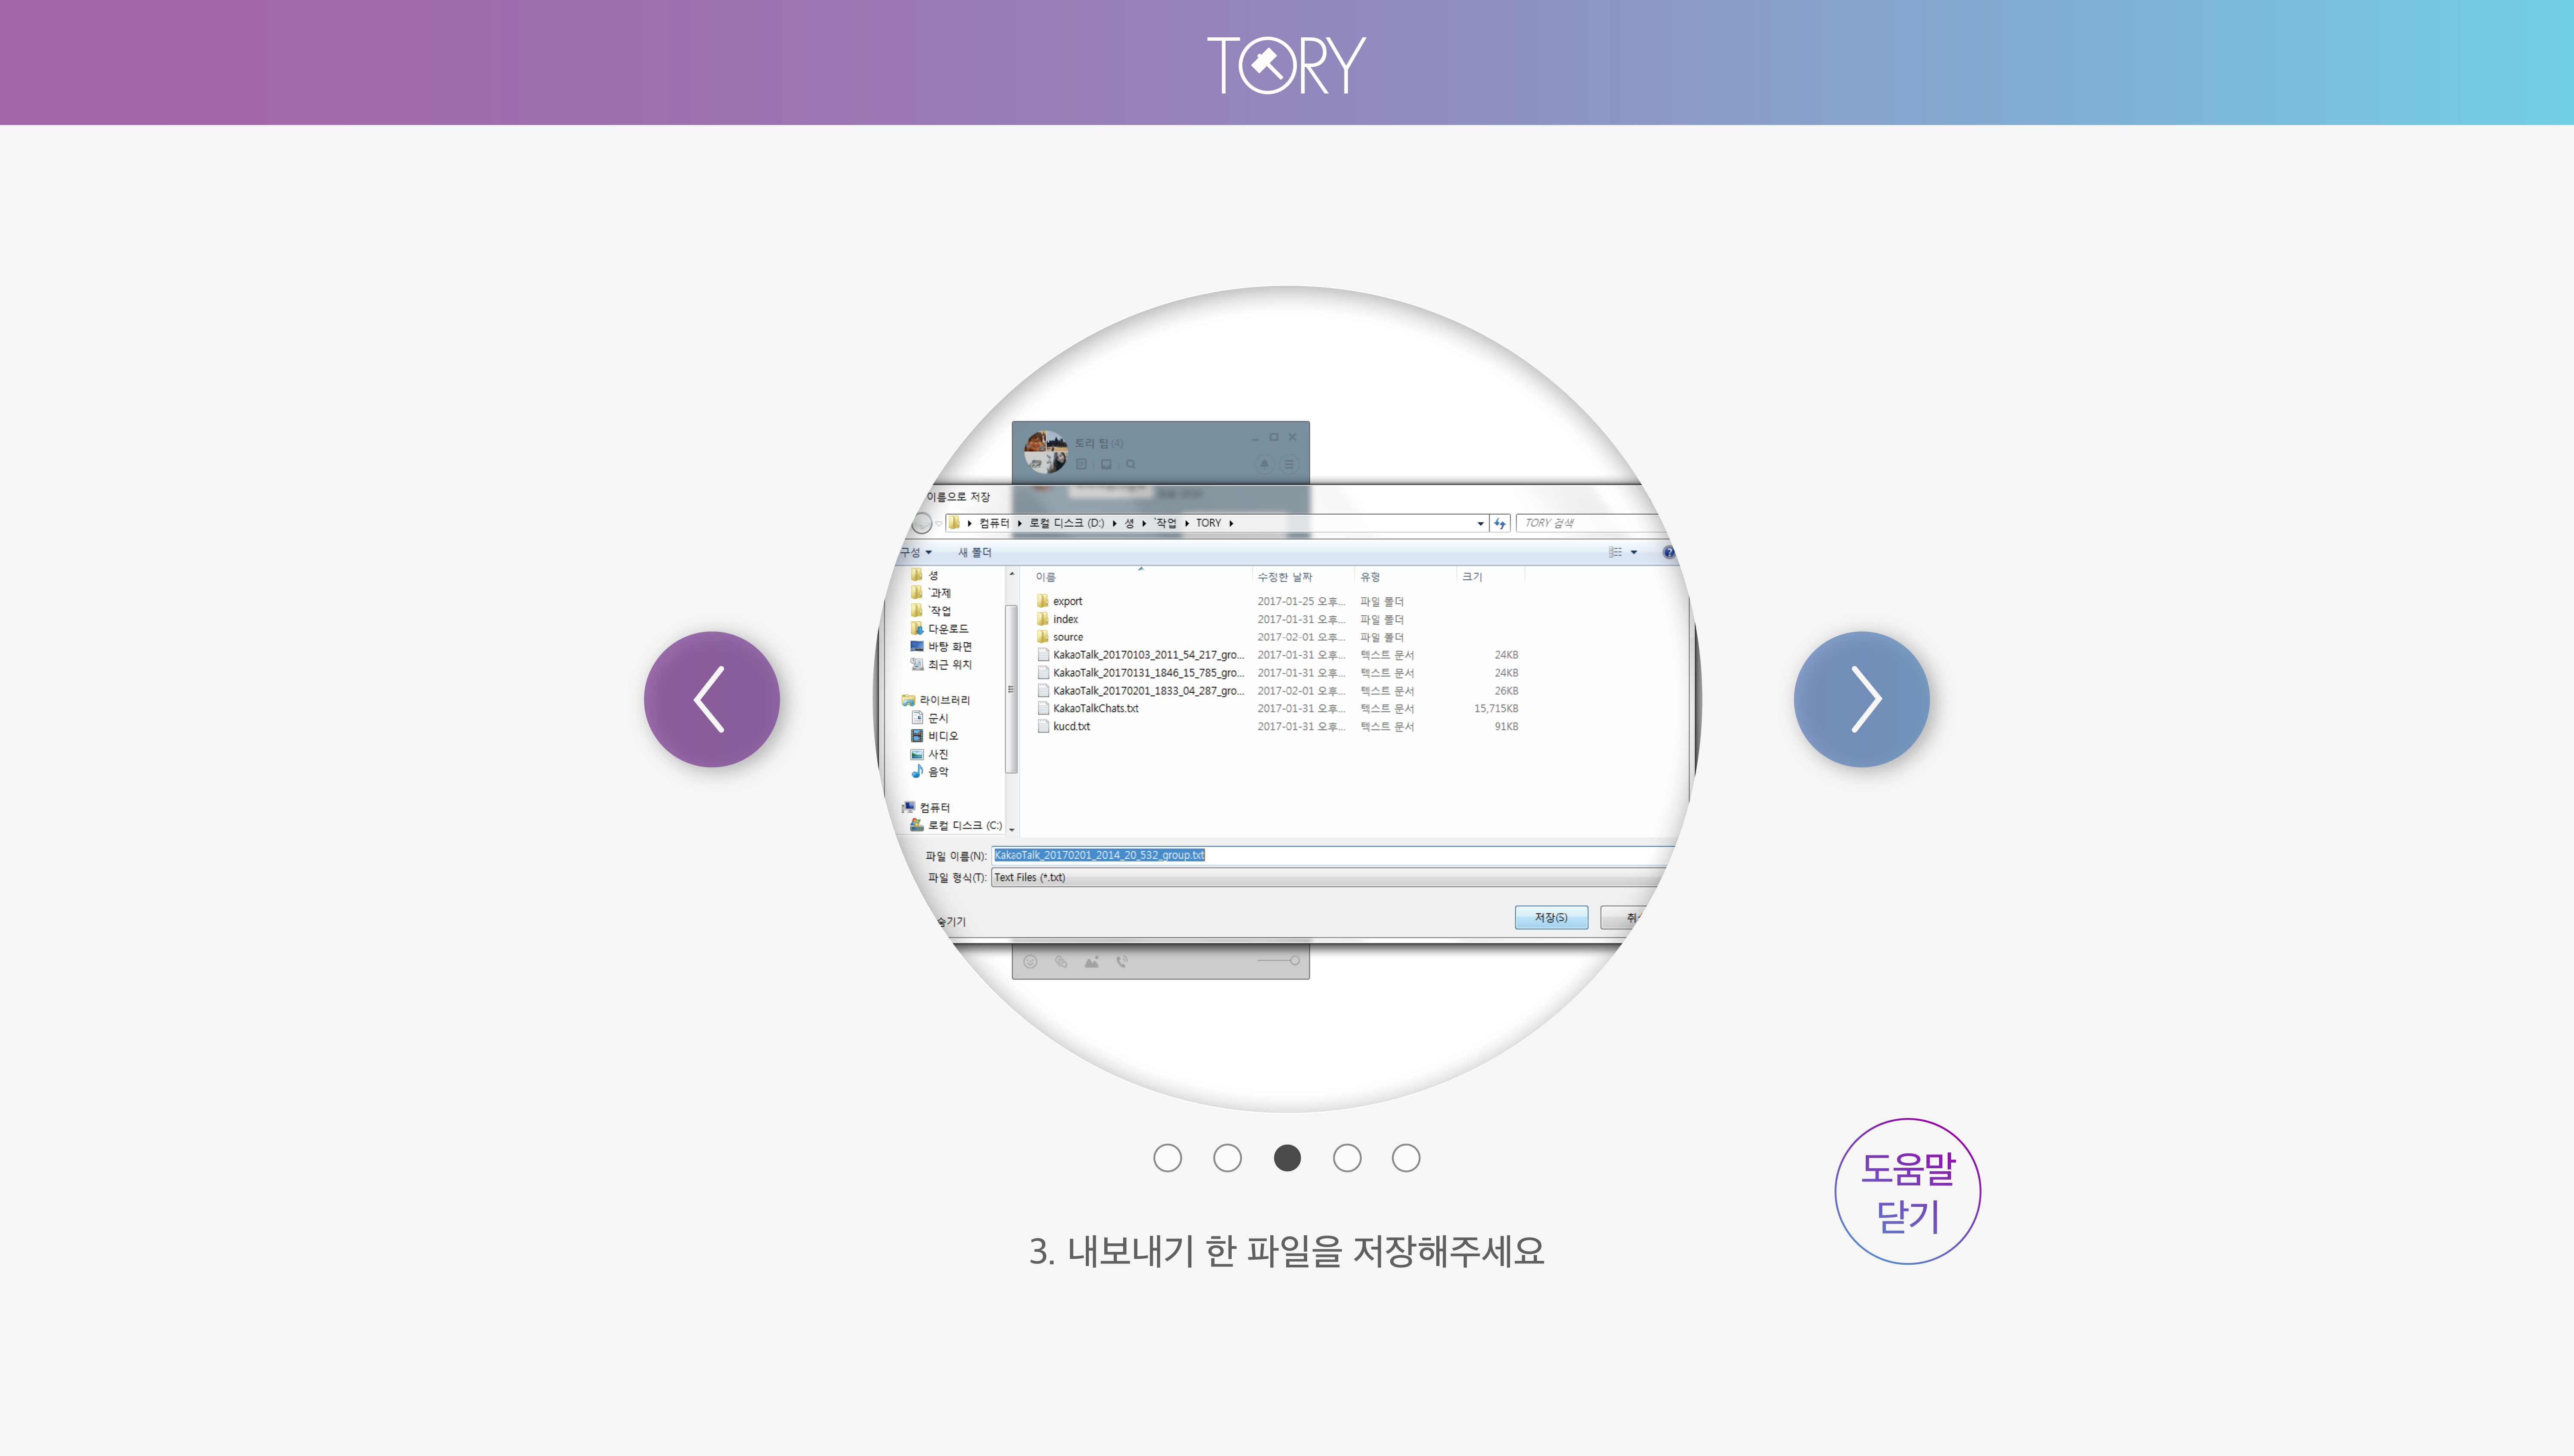 TORY
토리 팀 (4)
이름으로 저장
컴퓨터 로컬 디스크 (D:) 셩 `작업 TORY
TORY 검색
구성 새 폴더
이름 수정한 날짜 유형 크기
셩
`과제
`작업
다운로드
바탕 화면
최근 위치
라이브러리
문서
비디오
사진
음악
컴퓨터
로컬 디스크 (C:)
export 2017-01-25 오후... 파일 폴더
index 2017-01-31 오후... 파일 폴더
source 2017-02-01 오후... 파일 폴더
KakaoTalk_20170103_2011_54_217_gro... 2017-01-31 오후... 텍스트 문서 24KB
KakaoTalk_20170131_1846_15_785_gro... 2017-01-31 오후... 텍스트 문서 24KB
KakaoTalk_20170201_1833_04_287_gro... 2017-02-01 오후... 텍스트 문서 26KB
KakaoTalkChats.txt 2017-01-31 오후... 텍스트 문서 15,715KB
kucd.txt 2017-01-31 오후... 텍스트 문서 91KB
파일 이름(N): KakaoTalk_20170201_2014_20_532_group.txt
파일 형식(T): Text Files (*.txt)
숨기기
저장(S)
3. 내보내기 한 파일을 저장해주세요
도움말
닫기